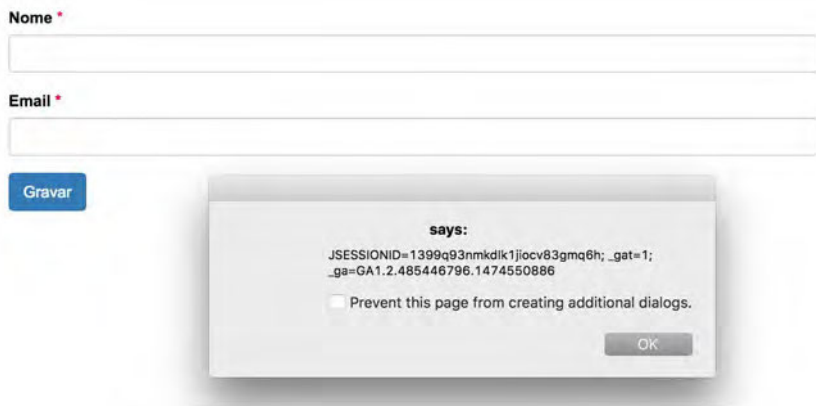 Nome *
Email *
Gravar
says:
JSESSIONID=1399q93nmkdlk1jiocv83gmq6h; _gat=1;
_ga=GA1.2.485446796.1474550886
Prevent this page from creating additional dialogs.
OK